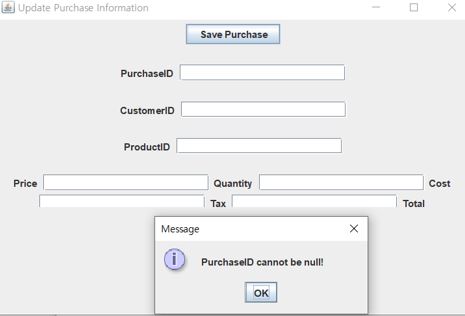 Update Purchase Information
Save Purchase
PurchaseID
CustomerID
ProductID
Price Quantity Cost
Tax Total
Message
PurchaseID cannot be null!
OK